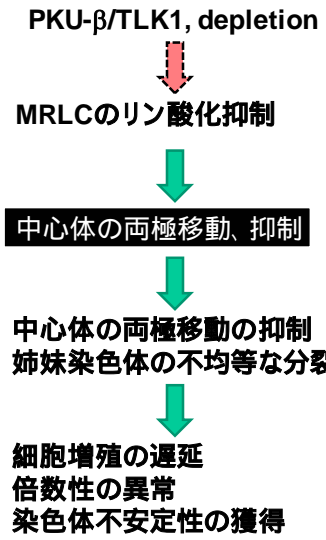 PKU-β/TLK1, depletion
MRLCのリン酸化抑制
中心体の両極移動、抑制
中心体の両極移動の抑制
姉妹染色体の不均等な分裂
細胞増殖の遅延
倍数性の異常
染色体不安定性の獲得